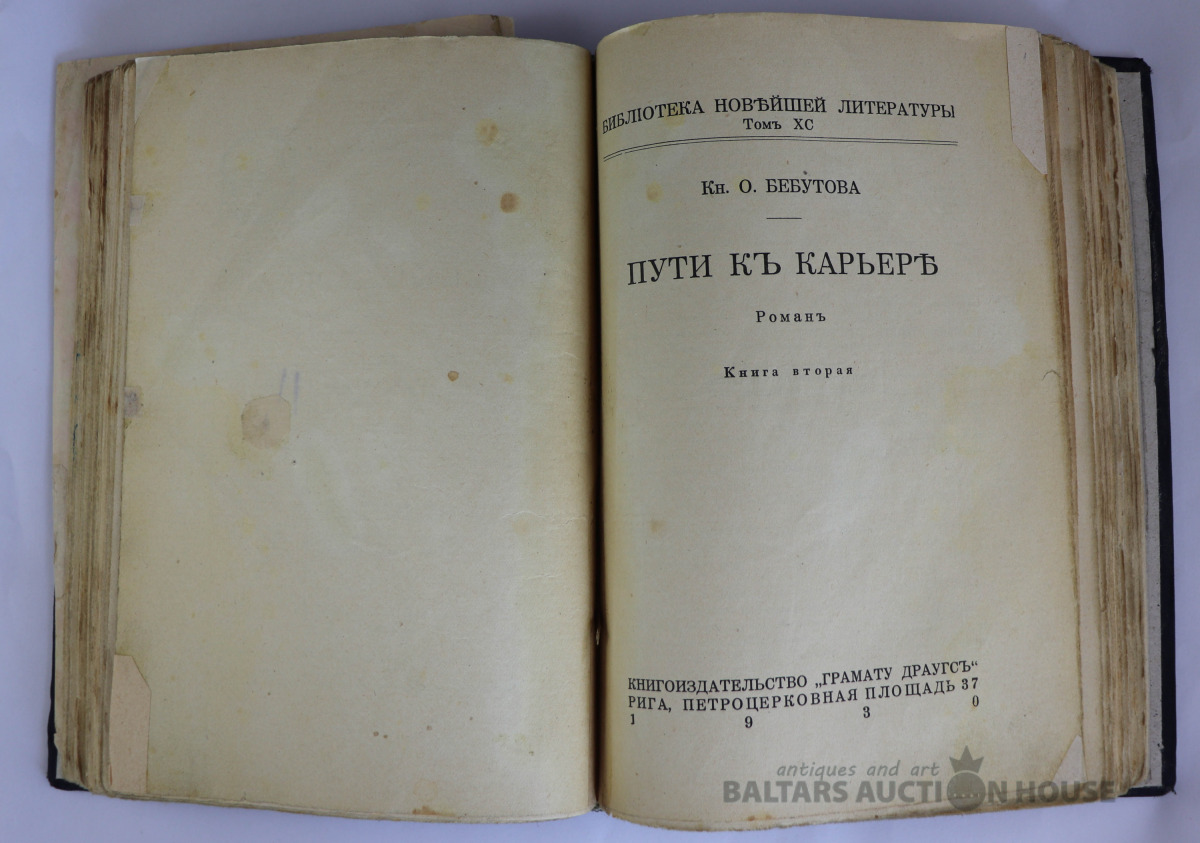 БИБЛІОТЕКА НОВѢЙШЕЙ ЛИТЕРАТУРЫ
Томъ XC
Кн. О. БЕБУТОВА
ПУТИ КЪ КАРЬЕРѢ
Романъ
Книга вторая
КНИГОИЗДАТЕЛЬСТВО „ГРАМАТУ ДРАУГСЪ“
РИГА, ПЕТРОЦЕРКОВНАЯ ПЛОЩАДЬ 37
1 9 3 0
antiques and art
BALTARS AUCTION HOUSE